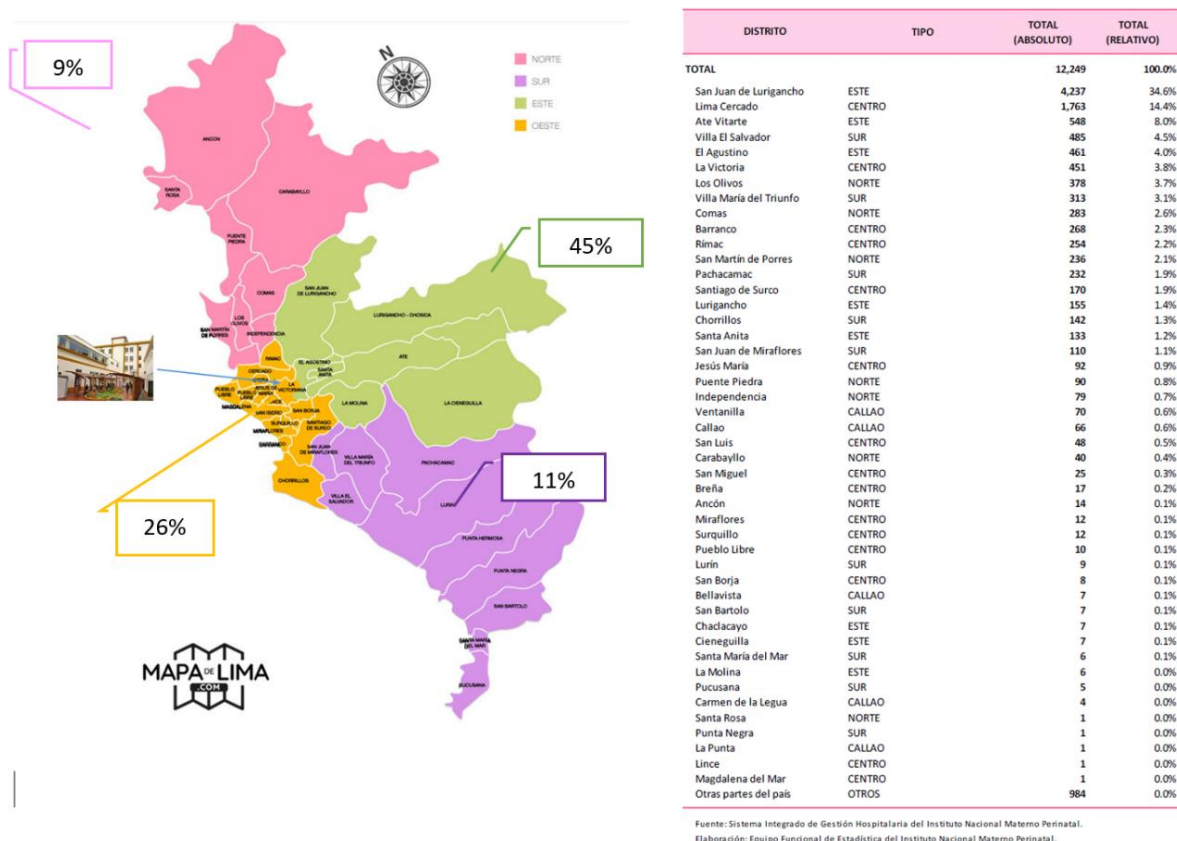 9%
N
NORTE
SUR
ESTE
OESTE
ANCON
SANTA
ROSA
CARABAYLLO
PUENTE
PIEDRA
45%
COMAS
SAN JUAN
DE LURIGANCHO
LURIGANCHO - CHOSICA
LOS
OLIVOS
SAN MARTIN
DE PORRES
INDEPENDENCIA
RIMAC
EL AGOSTINO
ATE
SANTA
ANITA
CERCADO
LA
VICTORIANA
PUEBLO
LIBRE
PUEBLO
LIBRE
JESUS DE
MARIA
MAGDALENA
SAN ISIDRO
SAN BORJA
LA MOLINA
LA CIENEGUILLA
SURQUILLO
MIRAFLORES
SANTIAGO
DE SURCO
SAN JUAN
DE MIRAFLORES
VILLA MARÍA
DEL TRIUNFO
PACHACAMAC
CHORRILLOS
VILLA EL
SALVADOR
LURIN
11%
26%
PUNTA HERMOSA
PUNTA NEGRA
SAN BARTOLO
SANTA MARÍA
DEL MAR
PUCUSANA
MAPA DE LIMA
.COM
DISTRITO TIPO TOTAL (ABSOLUTO) TOTAL (RELATIVO)
TOTAL 12,249 100.0%
San Juan de Lurigancho ESTE 4,237 34.6%
Lima Cercado CENTRO 1,763 14.4%
Ate Vitarte ESTE 548 8.0%
Villa El Salvador SUR 485 4.5%
El Agustino ESTE 461 4.0%
La Victoria CENTRO 451 3.8%
Los Olivos NORTE 378 3.7%
Villa María del Triunfo SUR 313 3.1%
Comas NORTE 283 2.6%
Barranco CENTRO 268 2.3%
Rímac CENTRO 254 2.2%
San Martín de Porres NORTE 236 2.1%
Pachacamac SUR 232 1.9%
Santiago de Surco CENTRO 170 1.9%
Lurigancho ESTE 155 1.4%
Chorrillos SUR 142 1.3%
Santa Anita ESTE 133 1.2%
San Juan de Miraflores SUR 110 1.1%
Jesús María CENTRO 92 0.9%
Puente Piedra NORTE 90 0.8%
Independencia NORTE 79 0.7%
Ventanilla CALLAO 70 0.6%
Callao CALLAO 66 0.6%
San Luis CENTRO 48 0.5%
Carabayllo NORTE 40 0.4%
San Miguel CENTRO 25 0.3%
Breña CENTRO 17 0.2%
Ancón NORTE 14 0.1%
Miraflores CENTRO 12 0.1%
Surquillo CENTRO 12 0.1%
Pueblo Libre CENTRO 10 0.1%
Lurín SUR 9 0.1%
San Borja CENTRO 8 0.1%
Bellavista CALLAO 7 0.1%
San Bartolo SUR 7 0.1%
Chaclacayo ESTE 7 0.1%
Cieneguilla ESTE 7 0.1%
Santa María del Mar SUR 6 0.1%
La Molina ESTE 6 0.0%
Pucusana SUR 5 0.0%
Carmen de la Legua CALLAO 4 0.0%
Santa Rosa NORTE 1 0.0%
Punta Negra SUR 1 0.0%
La Punta CALLAO 1 0.0%
Lince CENTRO 1 0.0%
Magdalena del Mar CENTRO 1 0.0%
Otras partes del país OTROS 984 0.0%
Fuente: Sistema Integrado de Gestión Hospitalaria del Instituto Nacional Materno Perinatal.
Elaboración: Equipo Funcional de Estadística del Instituto Nacional Materno Perinatal.